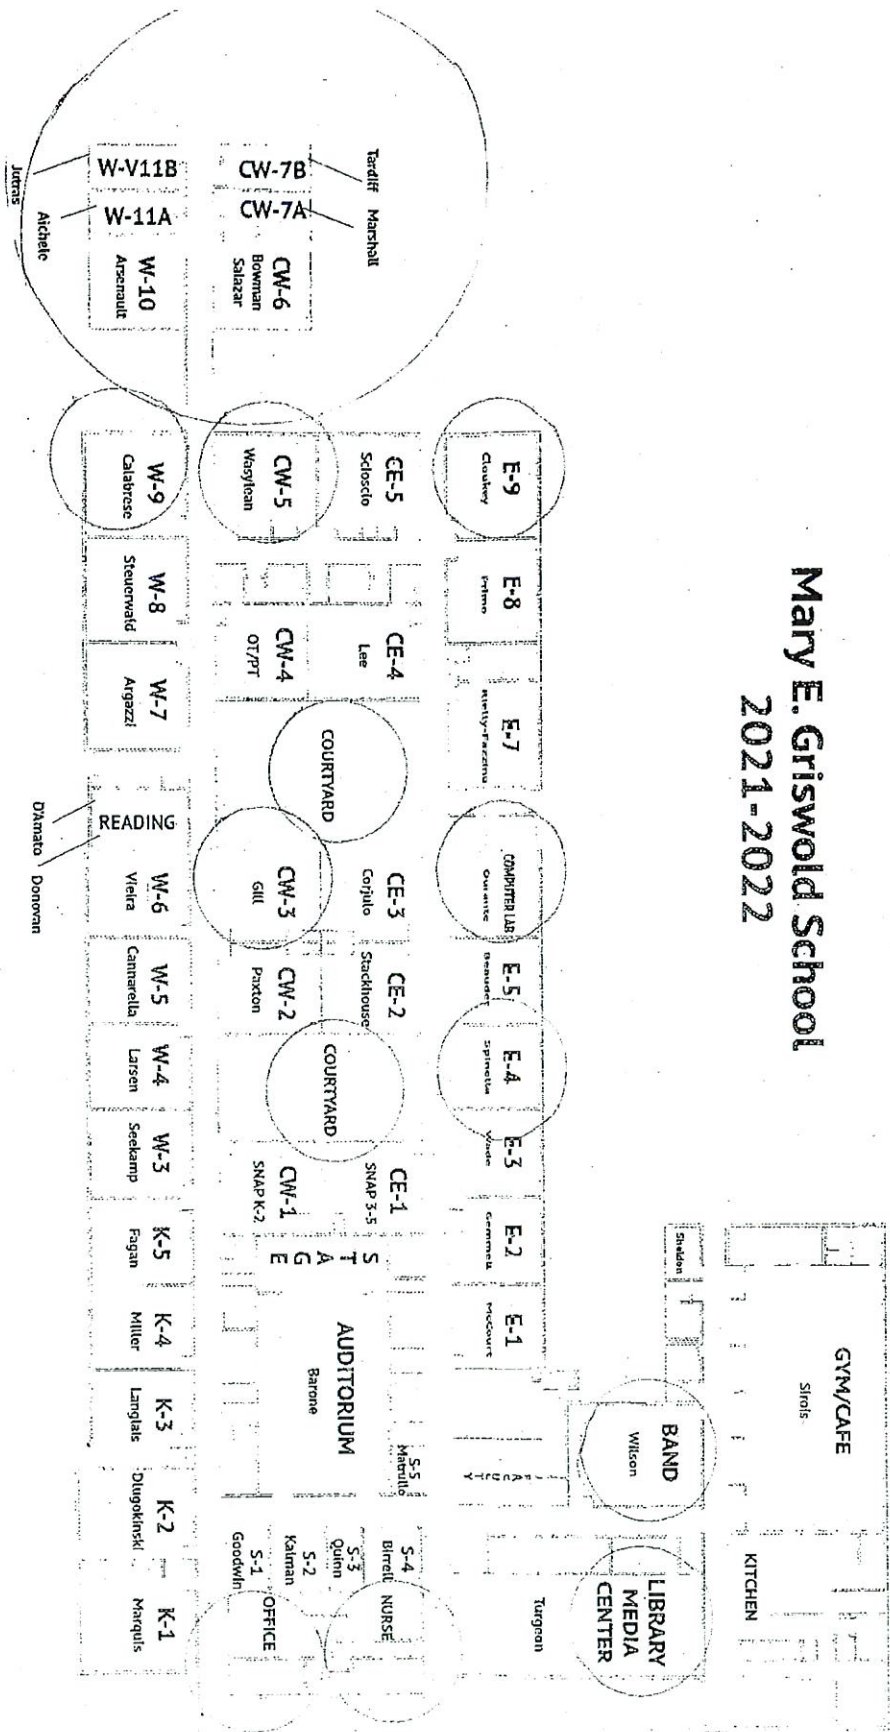 Mary E. Griswold School
2021-2022
GYM/CAFE
Sirois
KITCHEN
Sheldon
BAND
Wilson
LIBRARY
MEDIA
CENTER
Turgeon
E-9
Cloukey
E-8
Primo
E-7
COMPUTER LAB
E-5
E-4
Spinella
E-3
Wade
E-2
E-1
McCourt
Tardiff
Marshall
CW-7B
CW-7A
CW-6
Bowman
Salazar
CE-5
Scioscio
CE-4
Lee
CE-3
Corjulo
CE-2
Stackhouse
CE-1
SNAP 3-5
CW-5
Wasylean
CW-4
OT/PT
COURTYARD
CW-3
Gill
CW-2
Paxton
COURTYARD
CW-1
SNAP K-2
STAGE
AUDITORIUM
Barone
S-5
Matrullo
S-4
Birrell
S-3
Quinn
S-2
Kalman
S-1
Goodwin
NURSE
OFFICE
W-V11B
W-11A
W-10
Arsenault
W-9
Calabrese
W-8
Steuerwald
W-7
Argazzi
READING
W-6
Vieira
W-5
Cannarella
W-4
Larsen
W-3
Seekamp
K-5
Fagan
K-4
Miller
K-3
Langlais
K-2
Dlugokinski
K-1
Marquis
Jutras
Aichele
D'Amato
Donovan